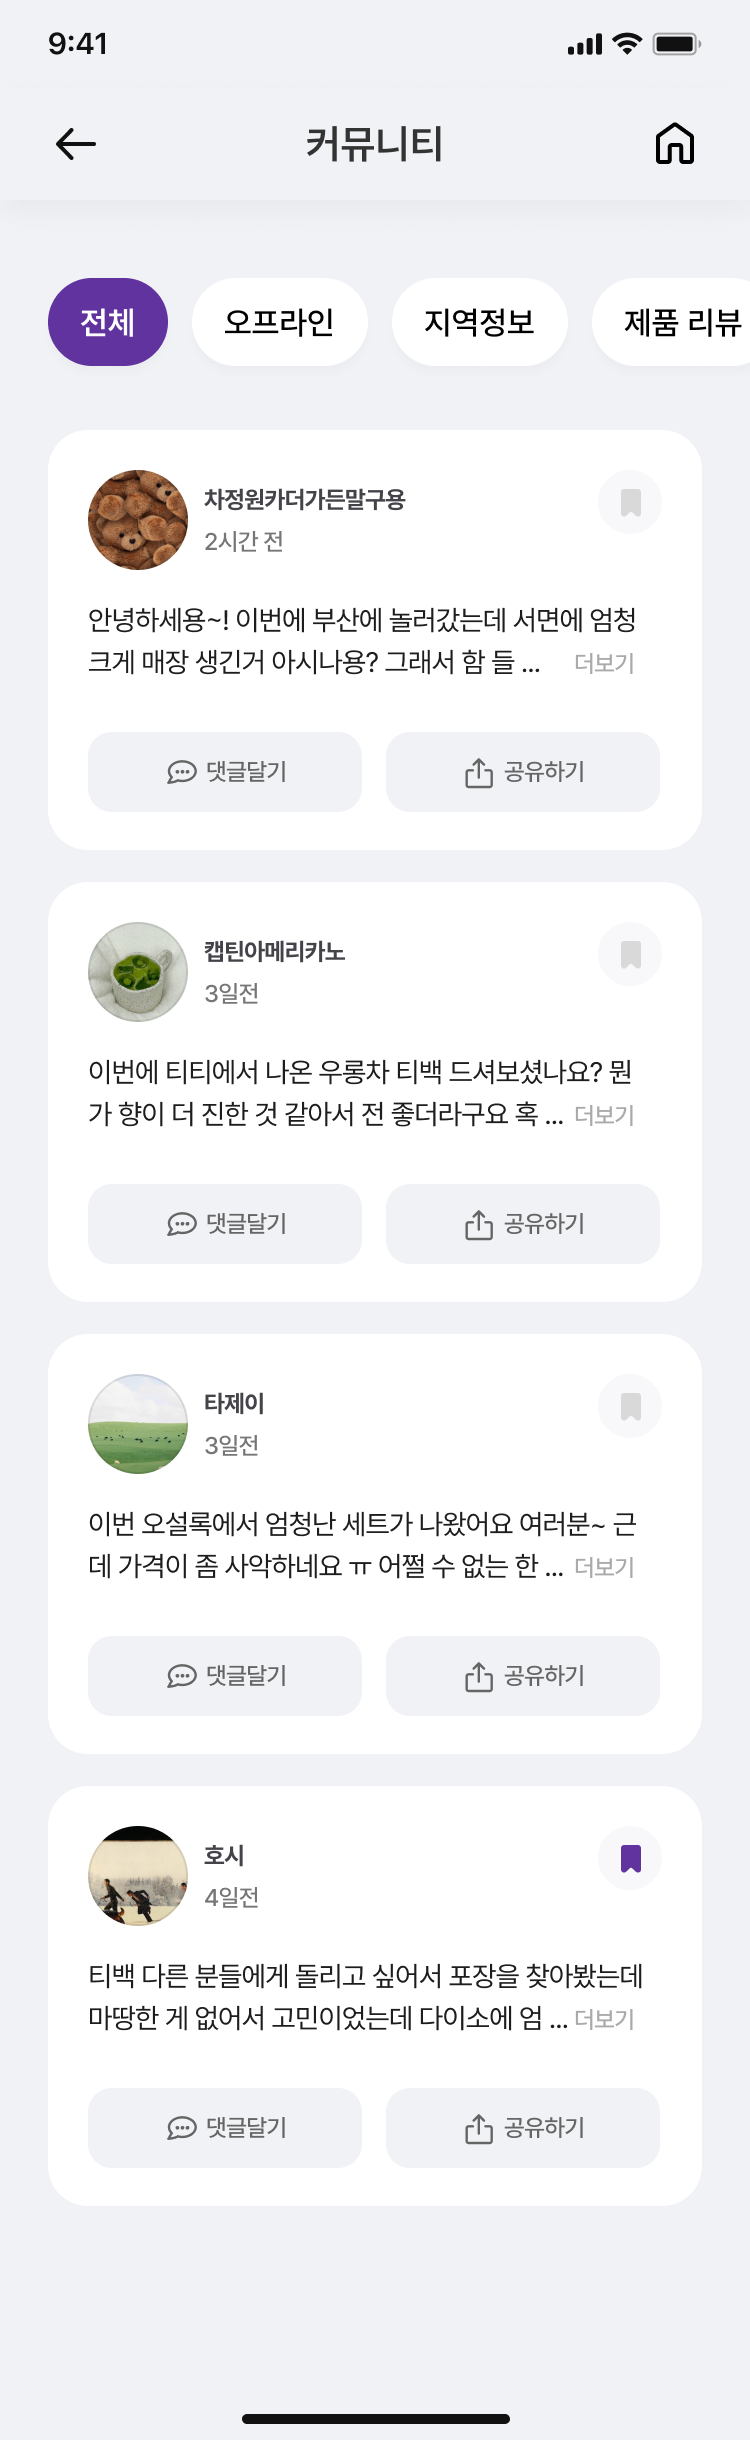 9:41
커뮤니티
전체
오프라인
지역정보
제품 리뷰
차정원카더가든말구용
2시간 전
안녕하세용~! 이번에 부산에 놀러갔는데 서면에 엄청
크게 매장 생긴거 아시나용? 그래서 함 들 ... 더보기
댓글달기
공유하기
캡틴아메리카노
3일전
이번에 티티에서 나온 우롱차 티백 드셔보셨나요? 뭔
가 향이 더 진한 것 같아서 전 좋더라구요 혹 ... 더보기
댓글달기
공유하기
타제이
3일전
이번 오설록에서 엄청난 세트가 나왔어요 여러분~ 근
데 가격이 좀 사악하네요 ㅠ 어쩔 수 없는 한 ... 더보기
댓글달기
공유하기
호시
4일전
티백 다른 분들에게 돌리고 싶어서 포장을 찾아봤는데
마땅한 게 없어서 고민이었는데 다이소에 엄 ... 더보기
댓글달기
공유하기